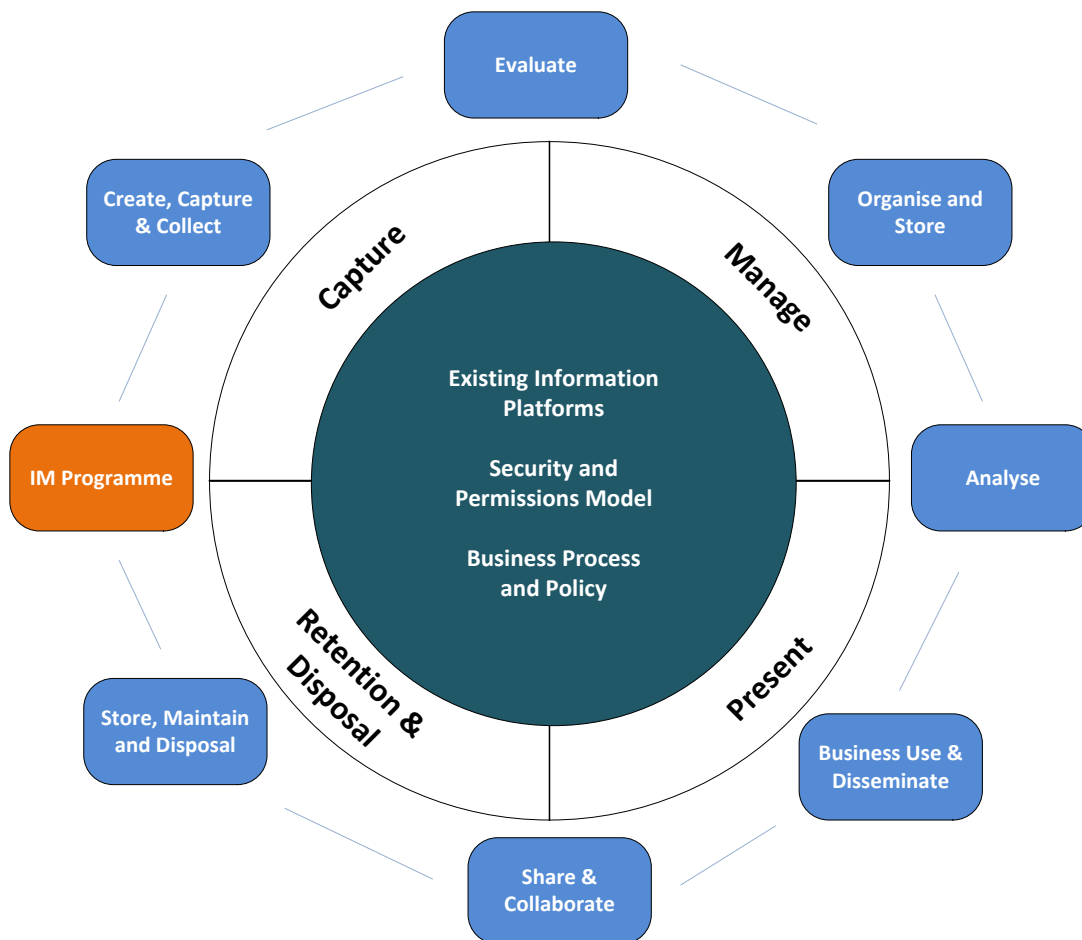 Evaluate
Create, Capture
& Collect
Organise and
Store
Capture
Manage
Existing Information
Platforms
Security and
Permissions Model
Business Process
and Policy
IM Programme
Analyse
Retention &
Disposal
Present
Store, Maintain
and Disposal
Business Use &
Disseminate
Share &
Collaborate